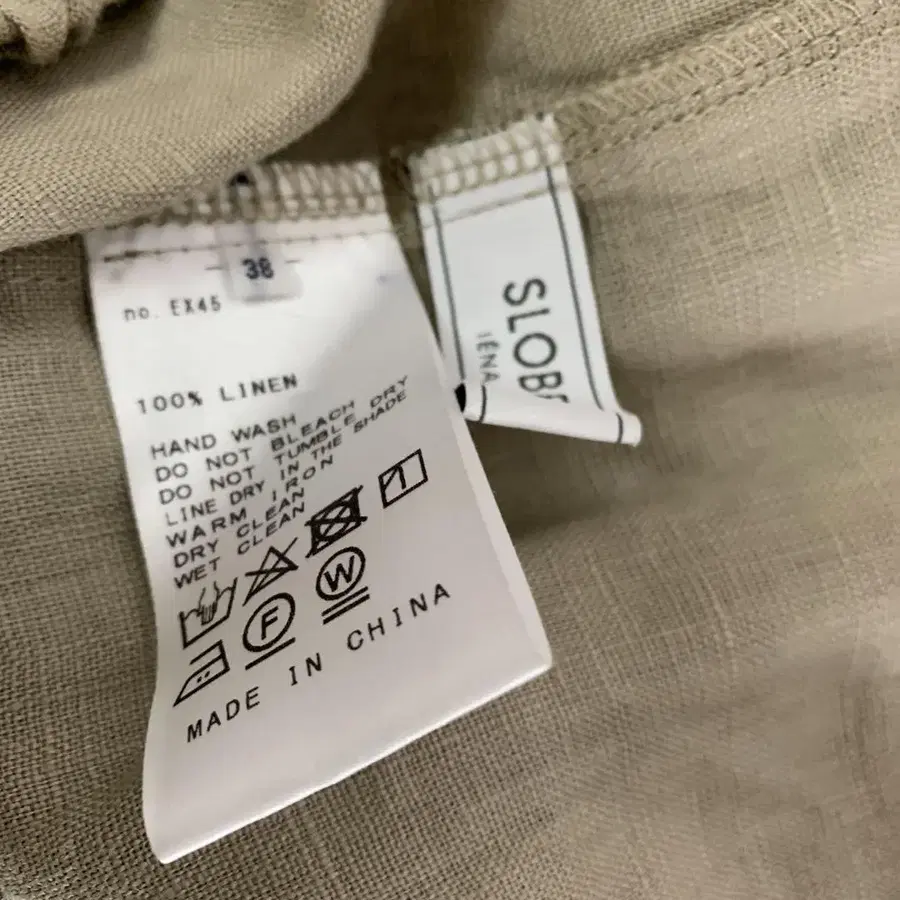 - 38 -
no. EX45
100% LINEN
HAND WASH
DO NOT BLEACH
DO NOT TUMBLE DRY
LINE DRY IN THE SHADE
WARM IRON
DRY CLEAN
WET CLEAN
F
W
MADE IN CHINA
SLOBE
IÉNA